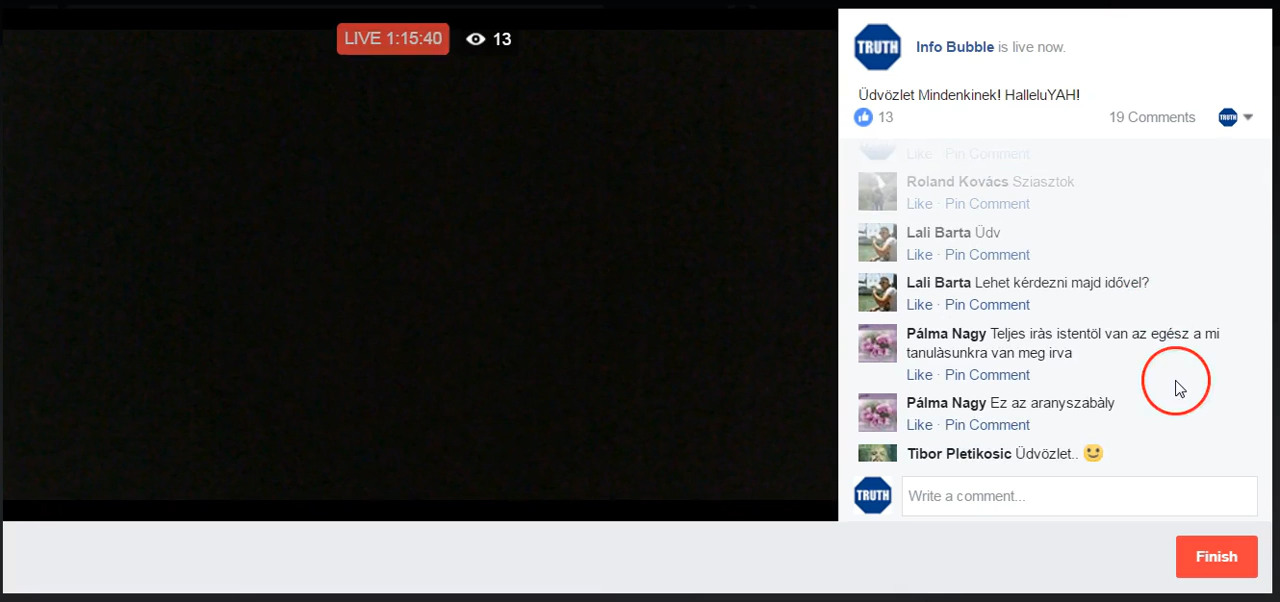 LIVE 1:15:40 13
TRUTH Info Bubble is live now.
Üdvözlet Mindenkinek! HalleluYAH!
13 19 Comments TRUTH
Like · Pin Comment
Roland Kovács Sziasztok
Like · Pin Comment
Lali Barta Üdv
Like · Pin Comment
Lali Barta Lehet kérdezni majd idővel?
Like · Pin Comment
Pálma Nagy Teljes iràs istentöl van az egész a mi
tanulàsunkra van meg irva
Like · Pin Comment
Pálma Nagy Ez az aranyszabàly
Like · Pin Comment
Tibor Pletikosic Üdvözlet..
TRUTH Write a comment...
Finish